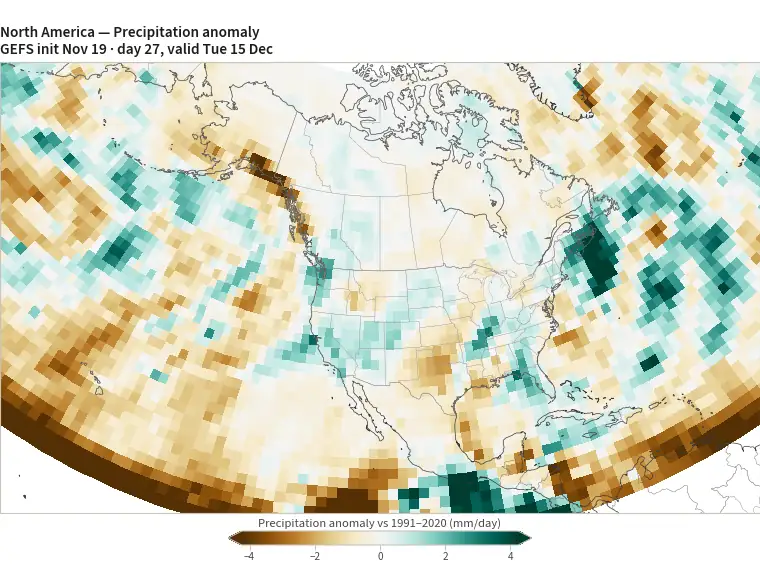 North America — Precipitation anomaly
GEFS init Nov 19 · day 27, valid Tue 15 Dec
Precipitation anomaly vs 1991–2020 (mm/day)
−4 −2 0 2 4